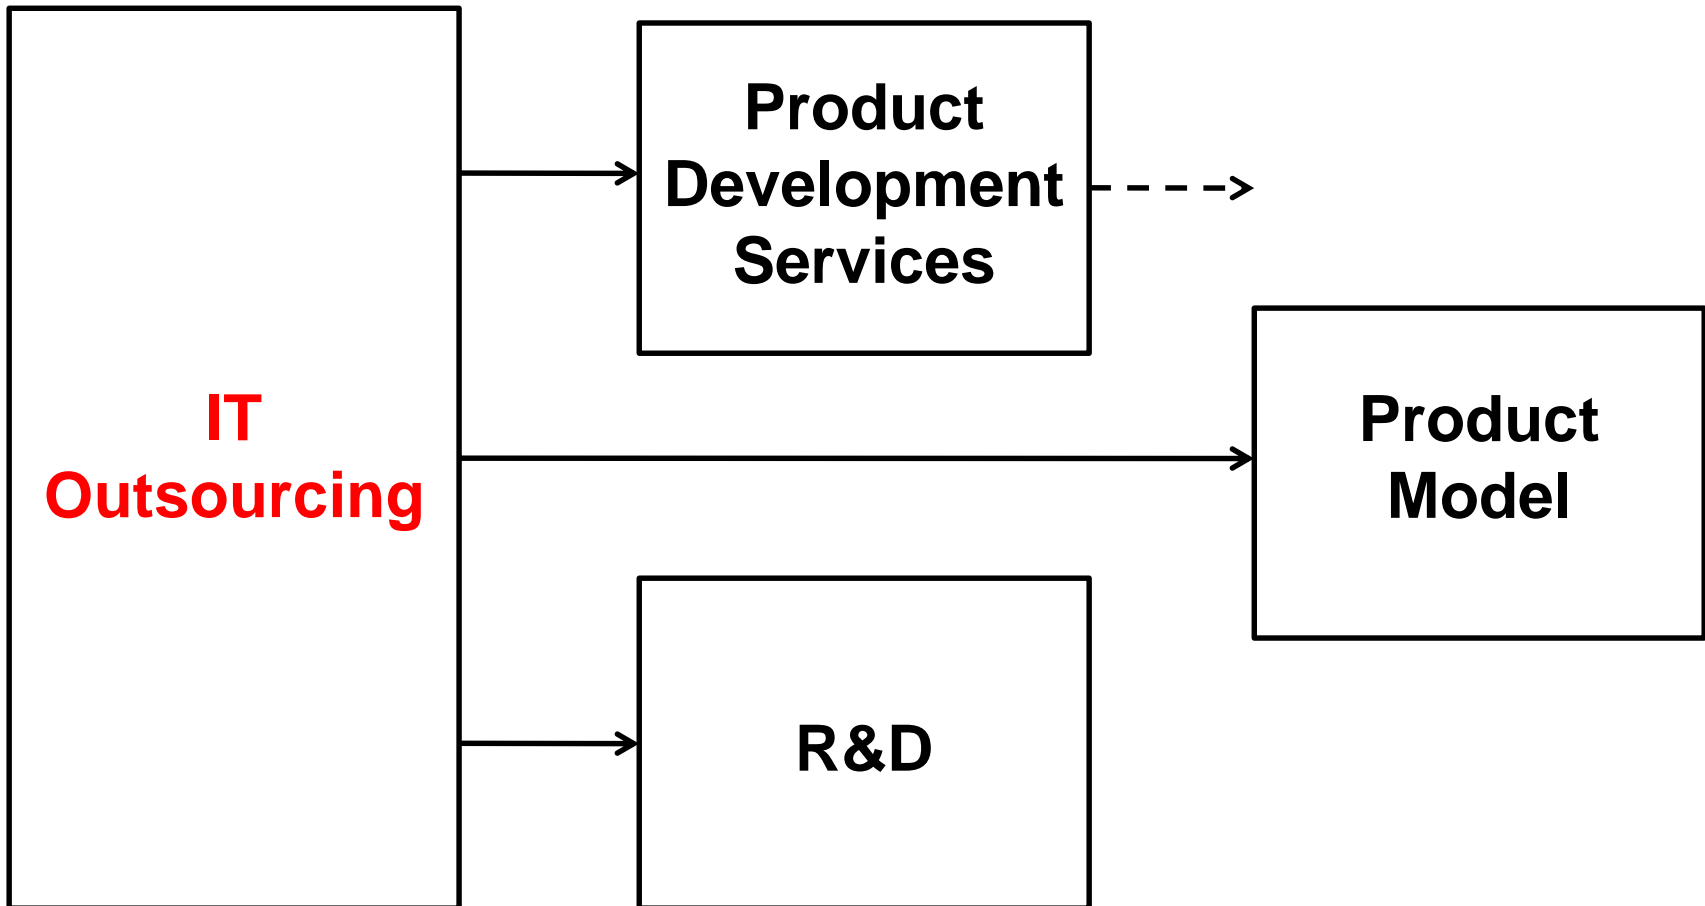 IT
Outsourcing
Product
Development
Services
Product
Model
R&D